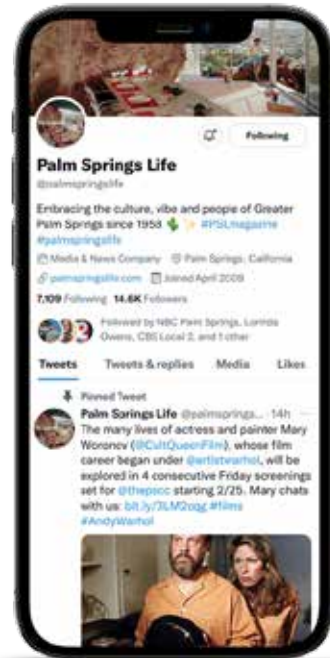 Following
Palm Springs Life
@palmspringslife
Embracing the culture, vibe and people of Greater
Palm Springs since 1958 🌵 ✨ #PSLmagazine
#palmspringslife
Media & News Company Palm Springs, California
palmspringslife.com Joined April 2009
7,109 Following 14.6K Followers
Followed by NBC Palm Springs, Lorinda
Owens, CBS Local 2, and 1 other
Tweets Tweets & replies Media Likes
Pinned Tweet
Palm Springs Life @palmsprings... · 14h
The many lives of actress and painter Mary
Woronov (@CultQueenFilm), whose film
career began under @artistwarhol, will be
explored in 4 consecutive Friday screenings
set for @thepscc starting 2/25. Mary chats
with us: bit.ly/3LM2oqg #films
#AndyWarhol